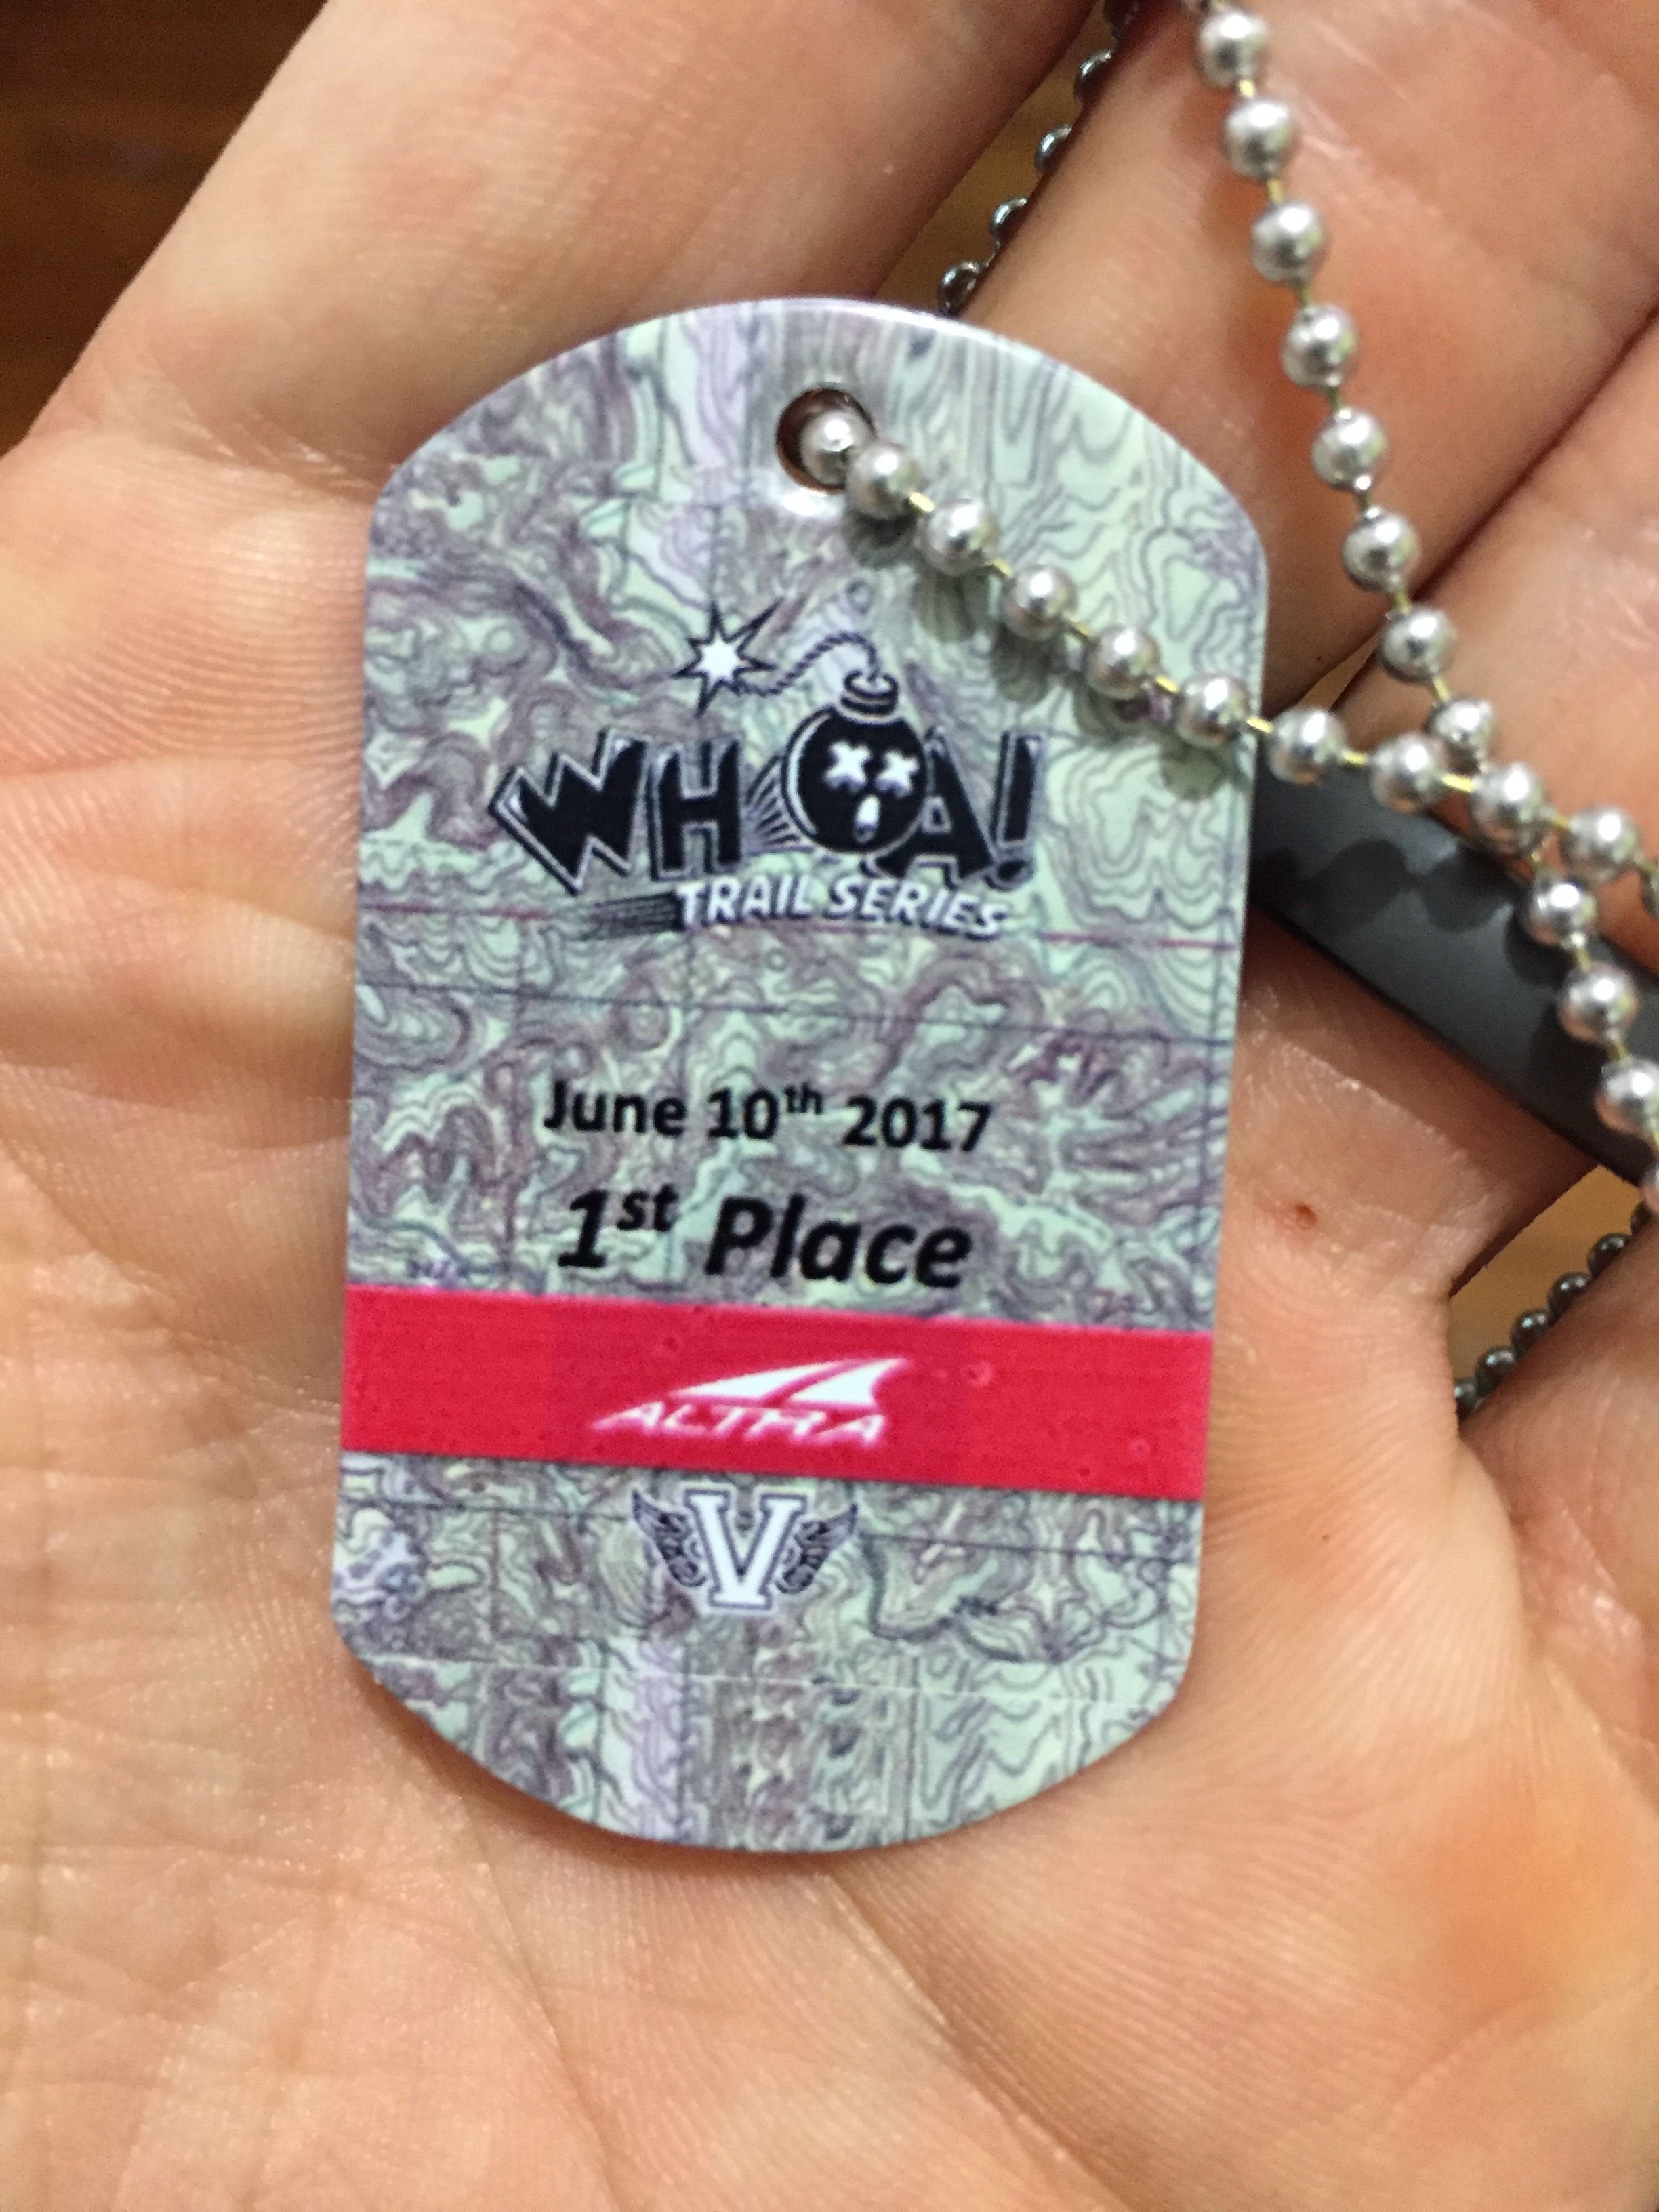 WHOA!
TRAIL SERIES
June 10th 2017
1st Place
ALTRA
V